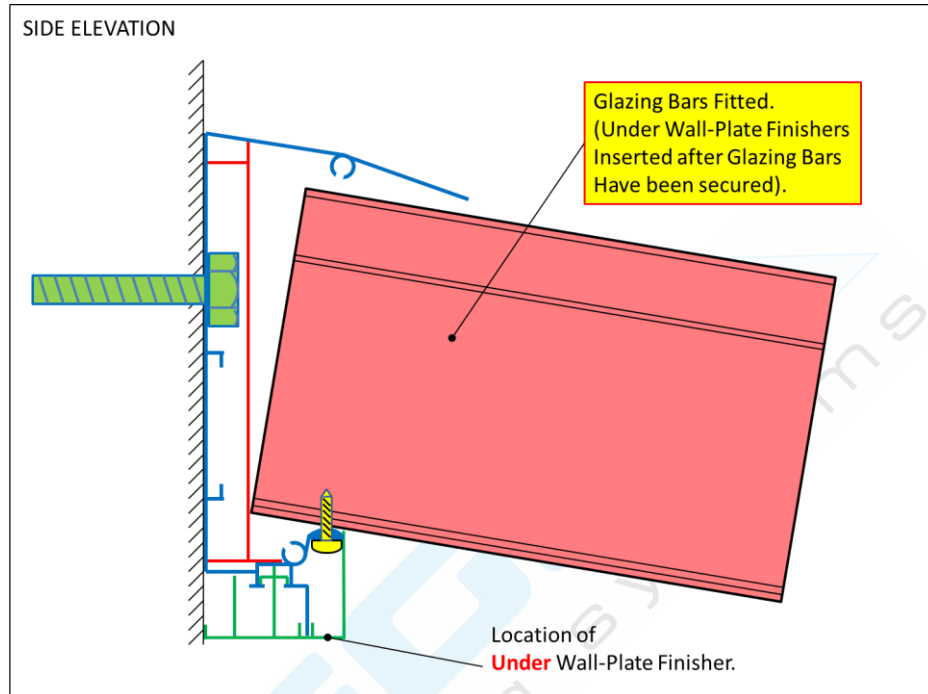 SIDE ELEVATION
Glazing Bars Fitted.
(Under Wall-Plate Finishers
Inserted after Glazing Bars
Have been secured).
Location of
Under Wall-Plate Finisher.